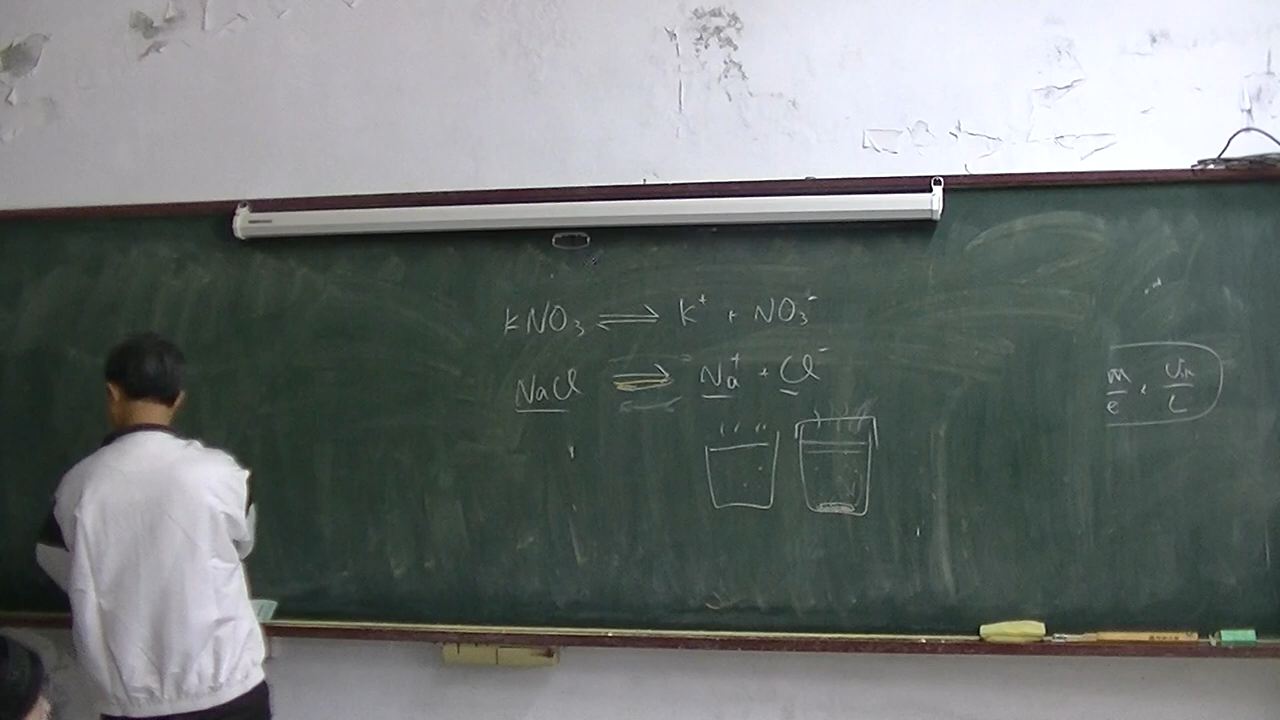 KNO₃ ⇌ K⁺ + NO₃⁻
NaCl ⇌ Na⁺ + Cl⁻
m/e